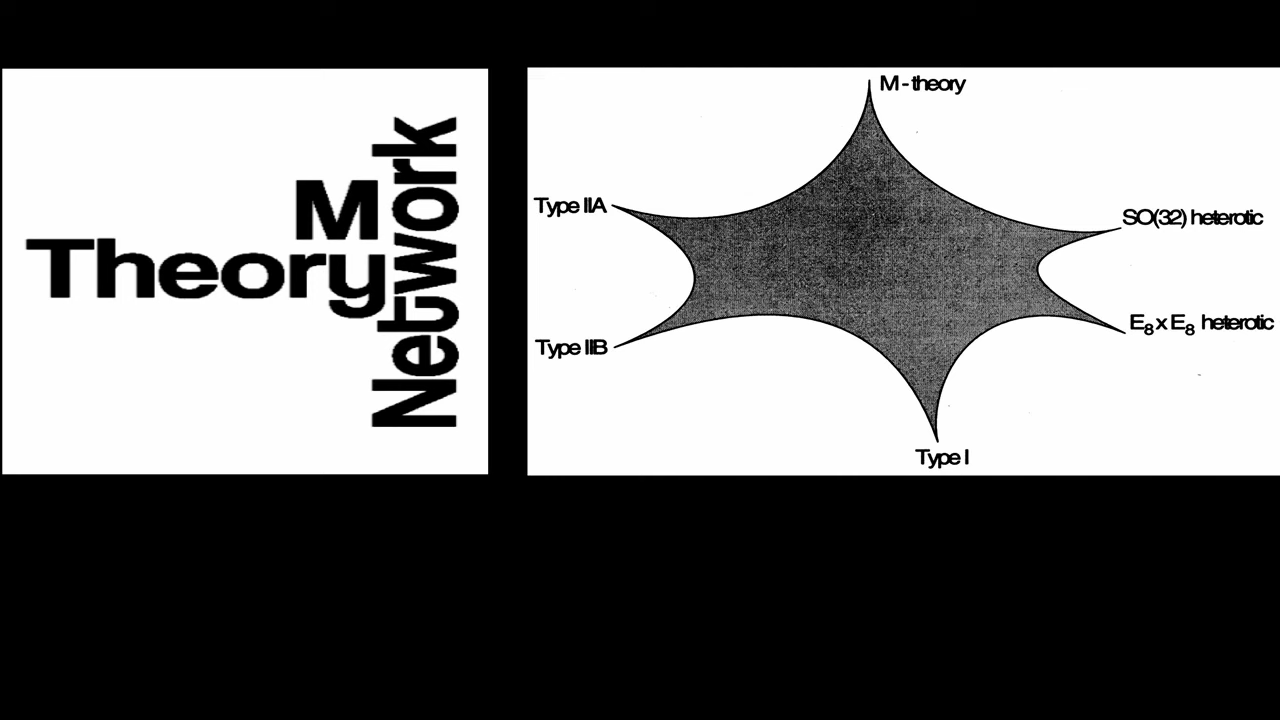 M
Theory
Network
M - theory
Type IIA
SO(32) heterotic
Type IIB
E8 x E8 heterotic
Type I